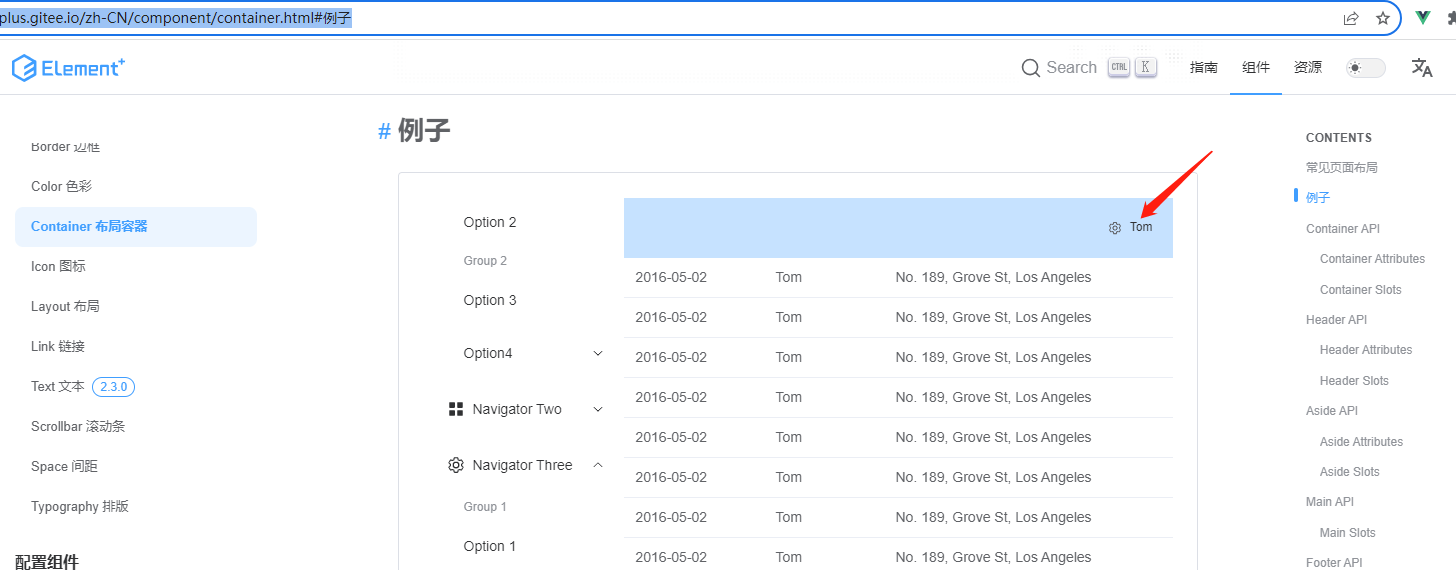 plus.gitee.io/zh-CN/component/container.html#例子
Element+
Search CTRL K 指南 组件 资源
Border 边框
Color 色彩
Container 布局容器
Icon 图标
Layout 布局
Link 链接
Text 文本 2.3.0
Scrollbar 滚动条
Space 间距
Typography 排版
配置组件
# 例子
Option 2
Group 2
Option 3
Option4
Navigator Two
Navigator Three
Group 1
Option 1
Tom
2016-05-02 Tom No. 189, Grove St, Los Angeles
2016-05-02 Tom No. 189, Grove St, Los Angeles
2016-05-02 Tom No. 189, Grove St, Los Angeles
2016-05-02 Tom No. 189, Grove St, Los Angeles
2016-05-02 Tom No. 189, Grove St, Los Angeles
2016-05-02 Tom No. 189, Grove St, Los Angeles
2016-05-02 Tom No. 189, Grove St, Los Angeles
2016-05-02 Tom No. 189, Grove St, Los Angeles
CONTENTS
常见页面布局
例子
Container API
Container Attributes
Container Slots
Header API
Header Attributes
Header Slots
Aside API
Aside Attributes
Aside Slots
Main API
Main Slots
Footer API